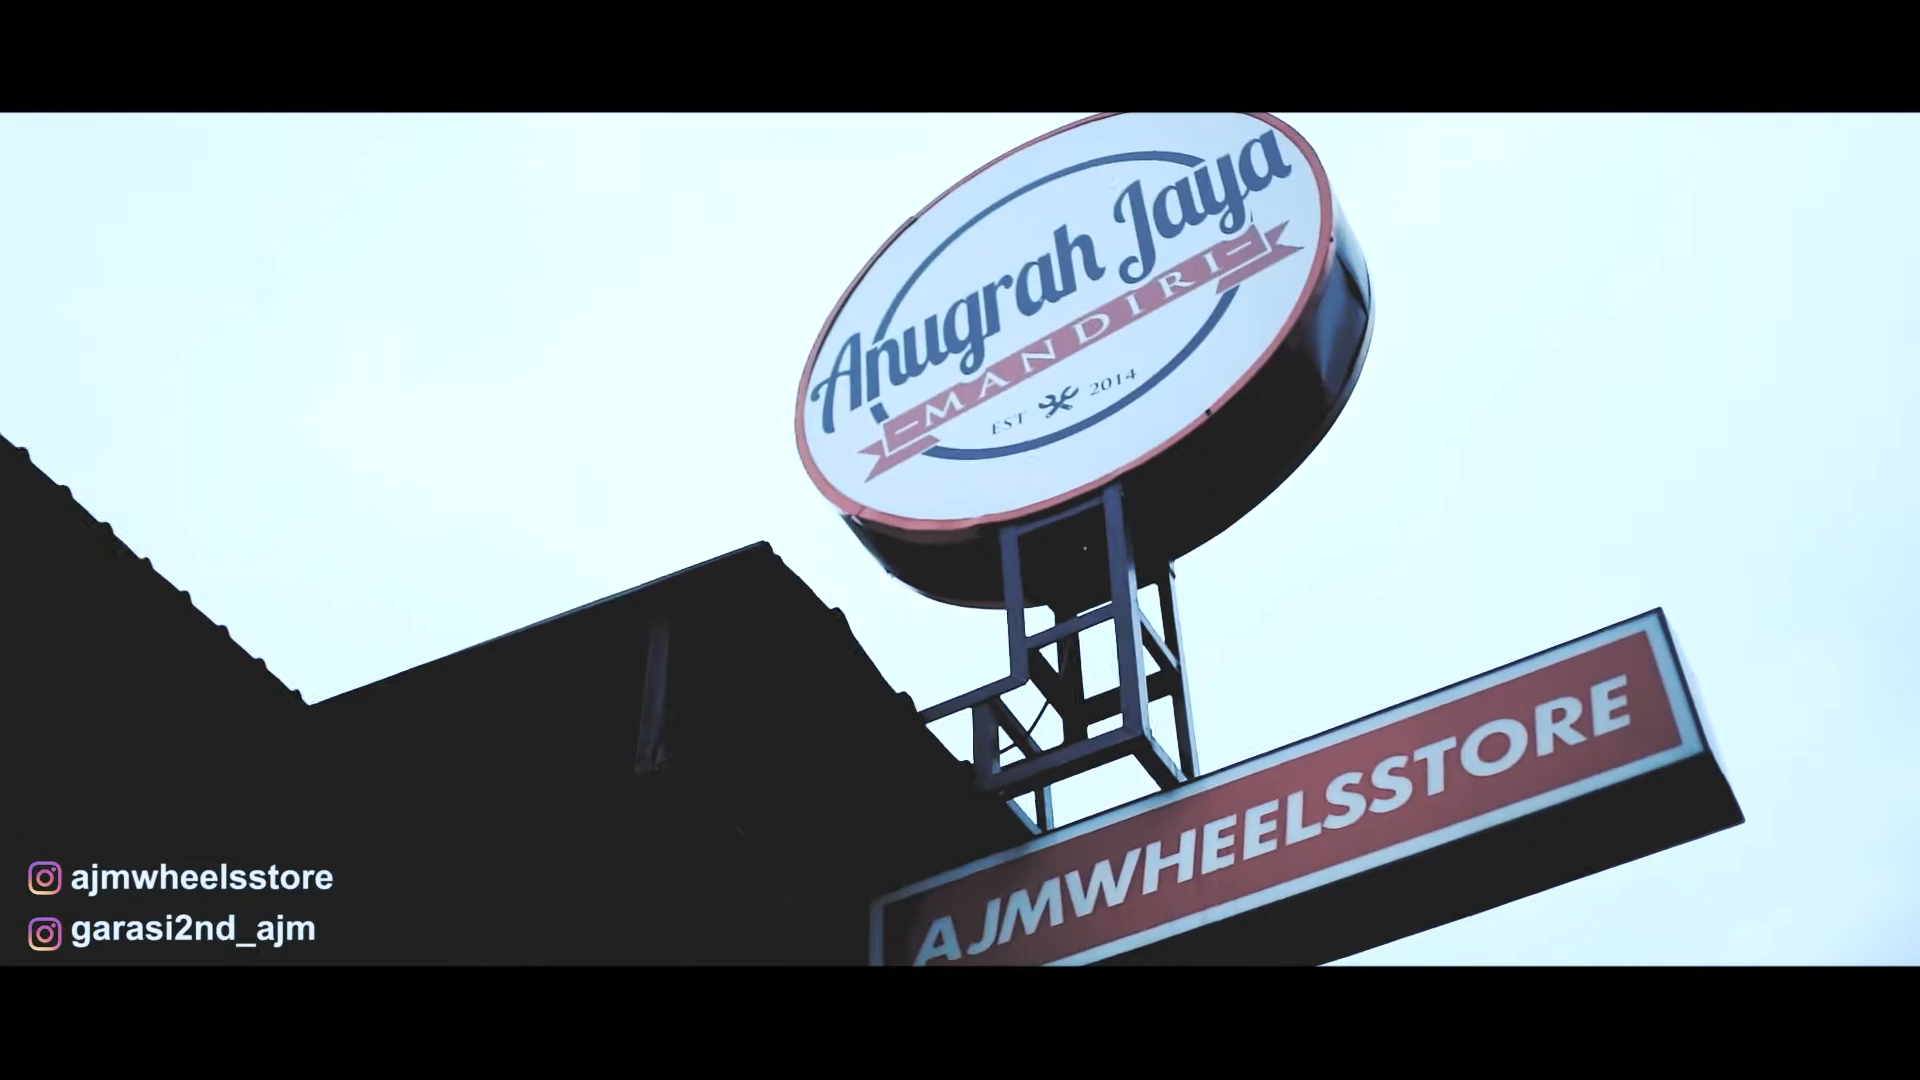 Anugrah Jaya
MANDIRI
EST 2014
AJMWHEELSSTORE
ajmwheelsstore
garasi2nd_ajm